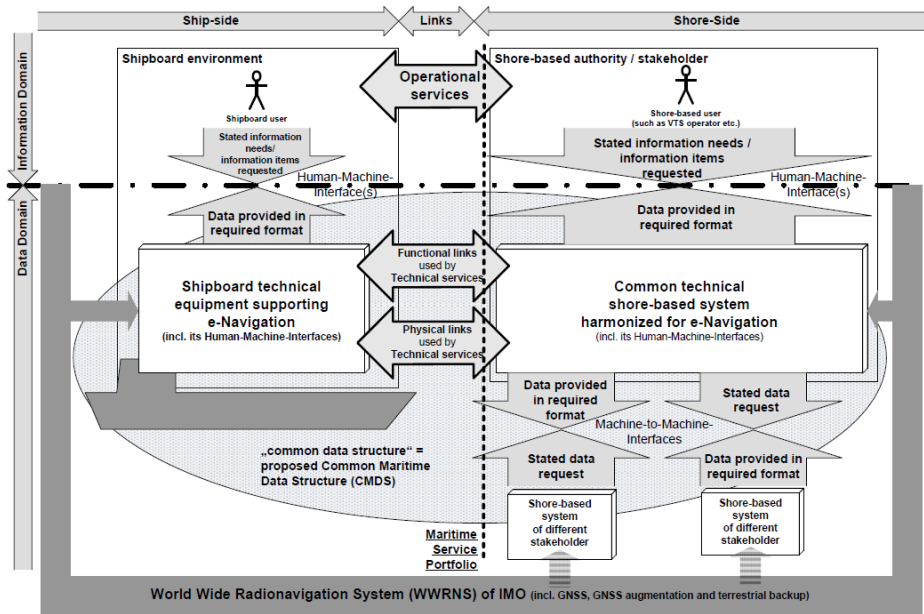 Ship-side
Links
Shore-Side
Information Domain
Data Domain
Shipboard environment
Shipboard user
Stated information
needs/
information items
requested
Human-Machine-
Interface(s)
Data provided in
required format
Shipboard technical
equipment supporting
e-Navigation
(incl. its Human-Machine-Interfaces)
Operational
services
Functional links
used by
Technical services
Physical links
used by
Technical services
Shore-based authority / stakeholder
Shore-based user
(such as VTS operator etc.)
Stated information needs /
information items
requested
Human-Machine-
Interface(s)
Data provided in
required format
Common technical
shore-based system
harmonized for e-Navigation
(incl. its Human-Machine-Interfaces)
Data provided
in required
format
Stated data
request
Machine-to-Machine-
Interfaces
Stated data
request
Data provided in
required format
„common data structure“ =
proposed Common Maritime
Data Structure (CMDS)
Shore-based
system
of different
stakeholder
Shore-based
system
of different
stakeholder
Maritime
Service
Portfolio
World Wide Radionavigation System (WWRNS) of IMO (incl. GNSS, GNSS augmentation and terrestrial backup)